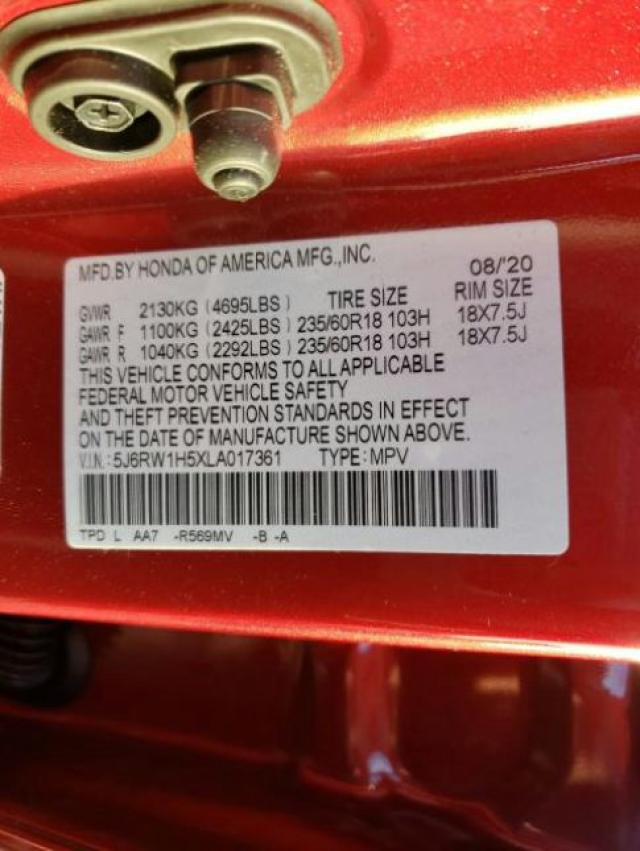 MFD.BY HONDA OF AMERICA MFG.,INC. 08/'20
GVWR 2130KG (4695LBS) TIRE SIZE RIM SIZE
GAWR F 1100KG (2425LBS) 235/60R18 103H 18X7.5J
GAWR R 1040KG (2292LBS) 235/60R18 103H 18X7.5J
THIS VEHICLE CONFORMS TO ALL APPLICABLE
FEDERAL MOTOR VEHICLE SAFETY
AND THEFT PREVENTION STANDARDS IN EFFECT
ON THE DATE OF MANUFACTURE SHOWN ABOVE.
V.I.N.:5J6RW1H5XLA017361 TYPE:MPV
TPD L AA7 -R569MV -B -A